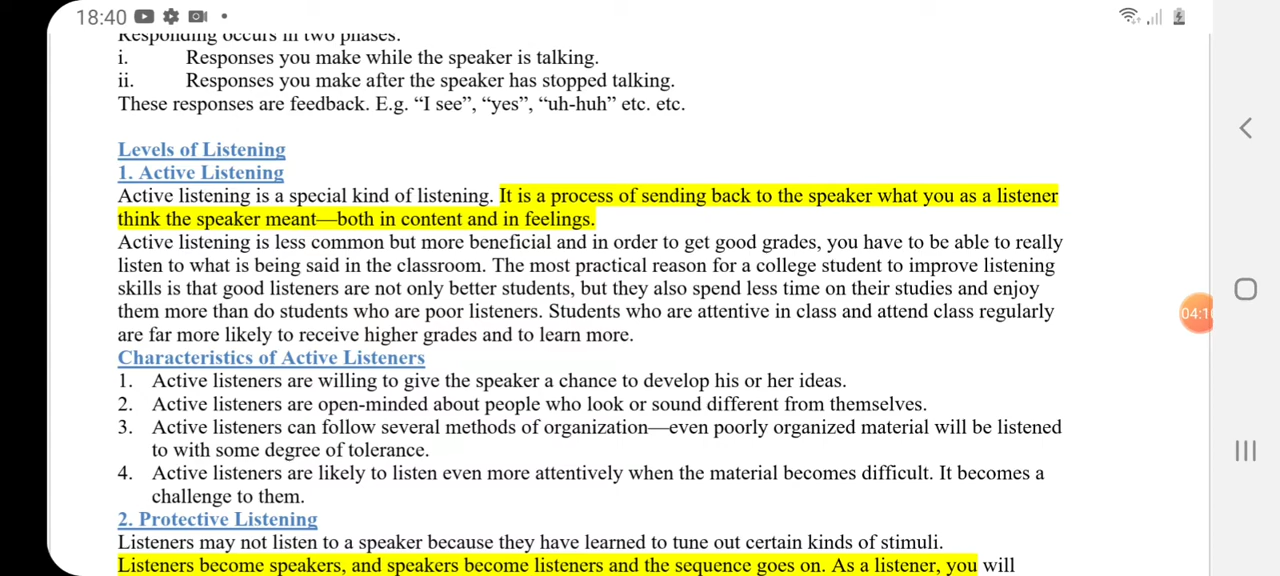 18:40
Responding occurs in two phases.
i. Responses you make while the speaker is talking.
ii. Responses you make after the speaker has stopped talking.
These responses are feedback. E.g. “I see”, “yes”, “uh-huh” etc. etc.
Levels of Listening
1. Active Listening
Active listening is a special kind of listening. It is a process of sending back to the speaker what you as a listener
think the speaker meant—both in content and in feelings.
Active listening is less common but more beneficial and in order to get good grades, you have to be able to really
listen to what is being said in the classroom. The most practical reason for a college student to improve listening
skills is that good listeners are not only better students, but they also spend less time on their studies and enjoy
them more than do students who are poor listeners. Students who are attentive in class and attend class regularly
are far more likely to receive higher grades and to learn more.
Characteristics of Active Listeners
1. Active listeners are willing to give the speaker a chance to develop his or her ideas.
2. Active listeners are open-minded about people who look or sound different from themselves.
3. Active listeners can follow several methods of organization—even poorly organized material will be listened
to with some degree of tolerance.
4. Active listeners are likely to listen even more attentively when the material becomes difficult. It becomes a
challenge to them.
2. Protective Listening
Listeners may not listen to a speaker because they have learned to tune out certain kinds of stimuli.
Listeners become speakers, and speakers become listeners and the sequence goes on. As a listener, you will